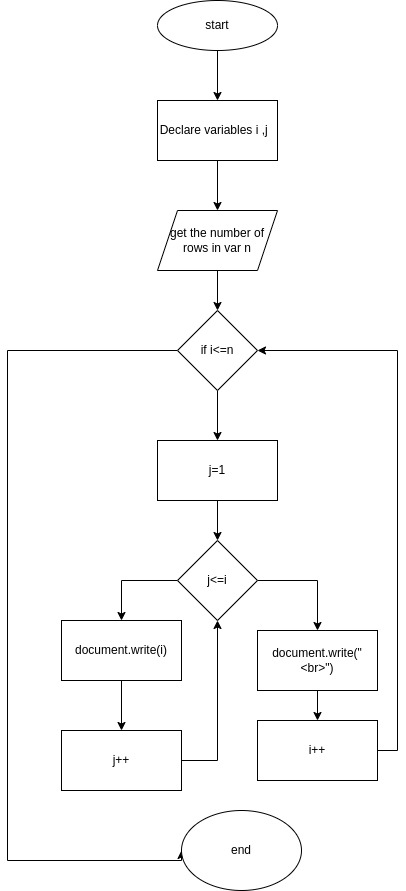 start
Declare variables i ,j
get the number of
rows in var n
if i<=n
j=1
j<=i
document.write(i)
document.write("
<br>")
j++
i++
end